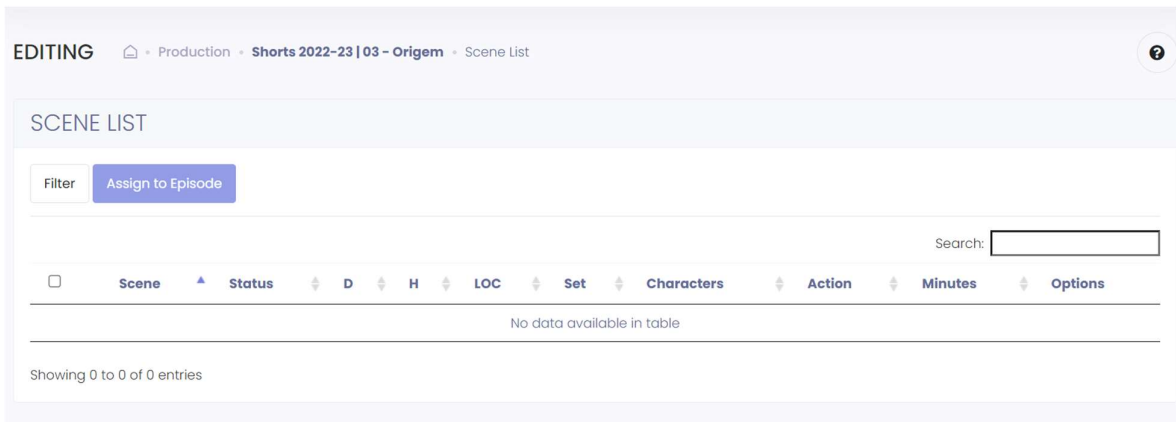 EDITING Production • Shorts 2022-23 | 03 - Origem • Scene List
SCENE LIST
Filter Assign to Episode
Search:
Scene Status D H LOC Set Characters Action Minutes Options
No data available in table
Showing 0 to 0 of 0 entries